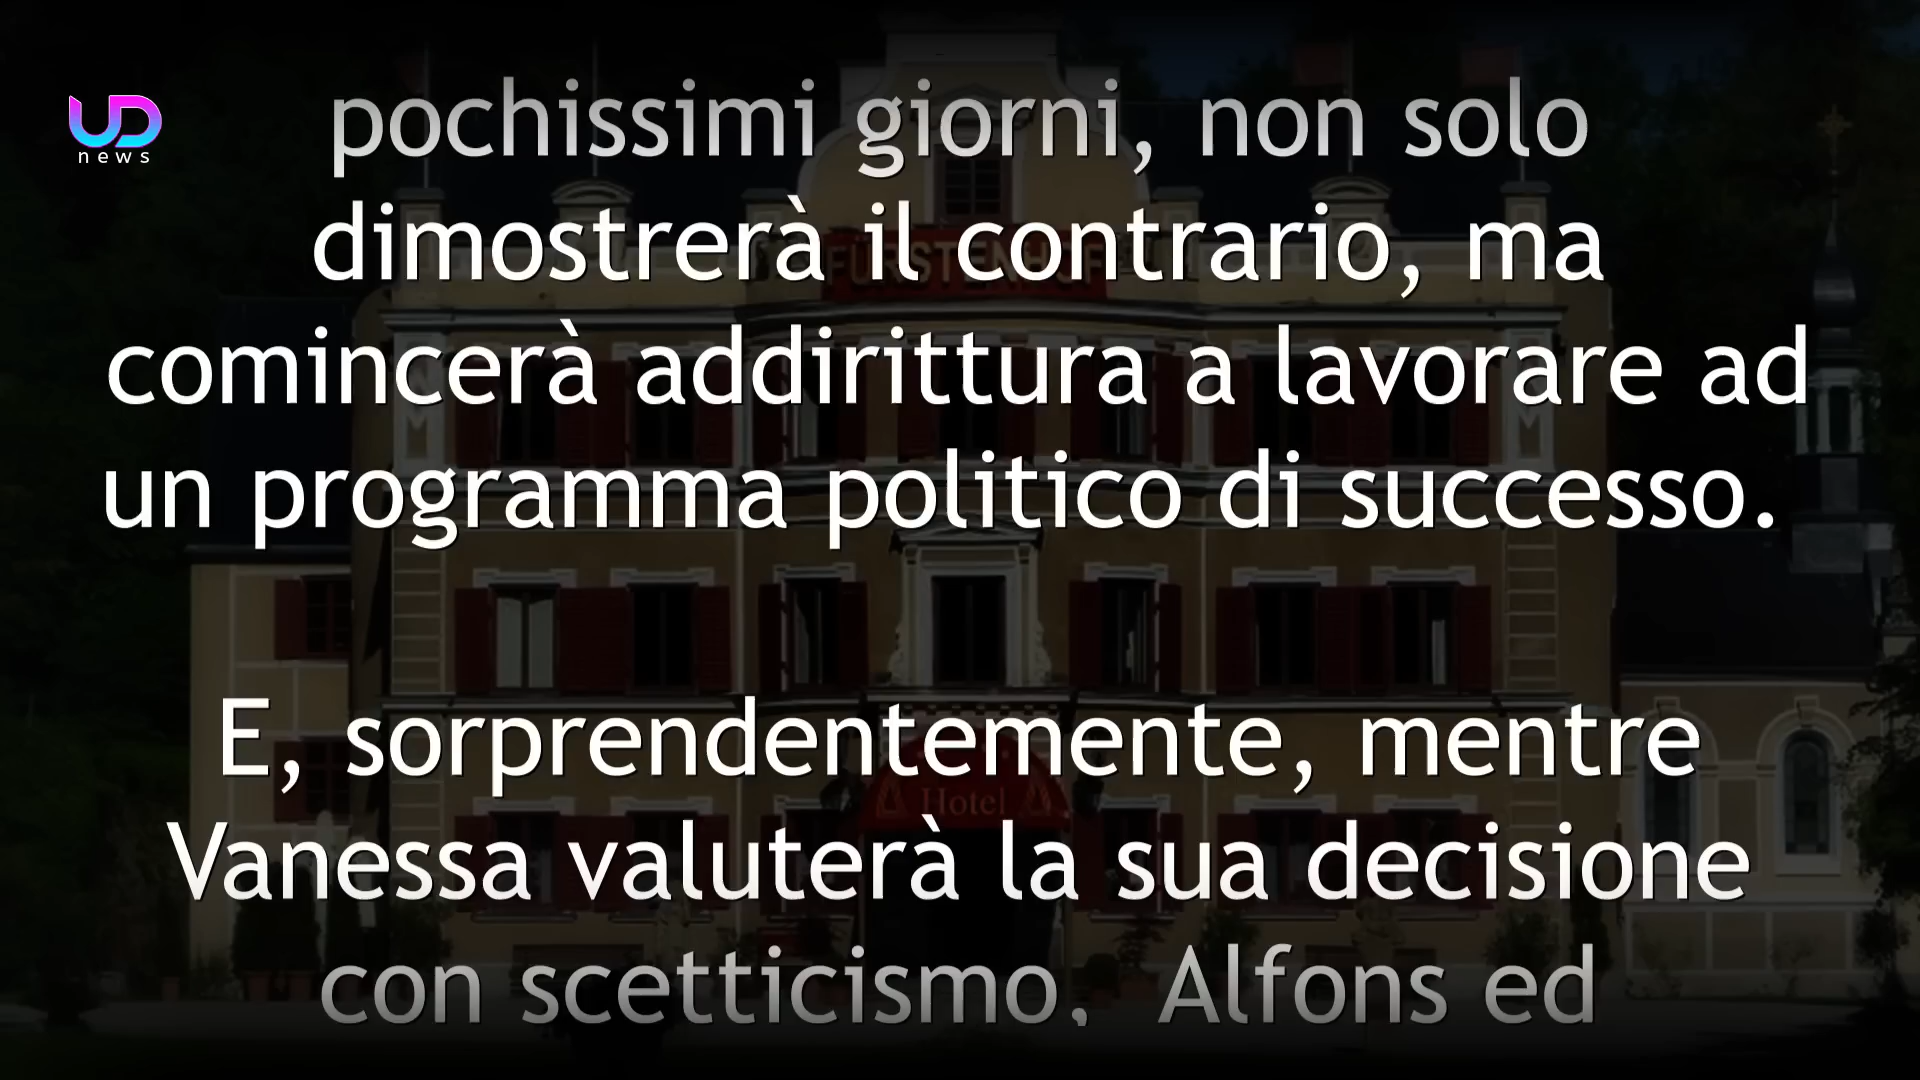 UD
news
pochissimi giorni, non solo
dimostrerà il contrario, ma
comincerà addirittura a lavorare ad
un programma politico di successo.
E, sorprendentemente, mentre
Vanessa valuterà la sua decisione
con scetticismo, Alfons ed
FÜRSTENHOF
Hotel